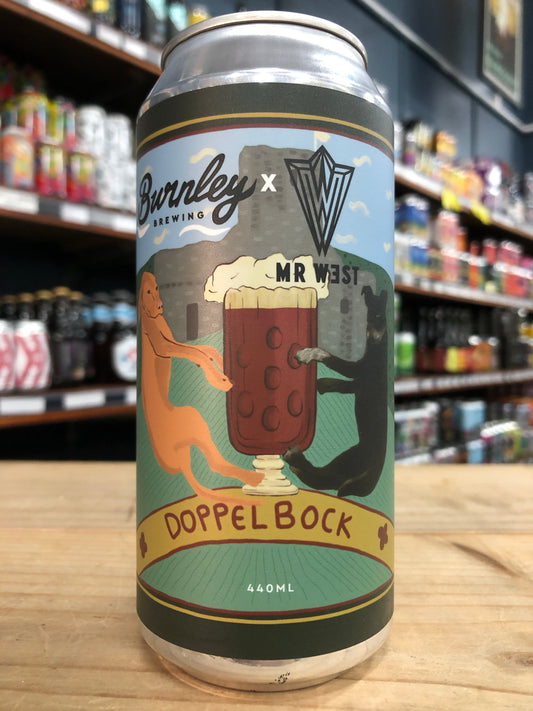 Burnley X
BREWING
MR WEST
DOPPELBOCK
440ML